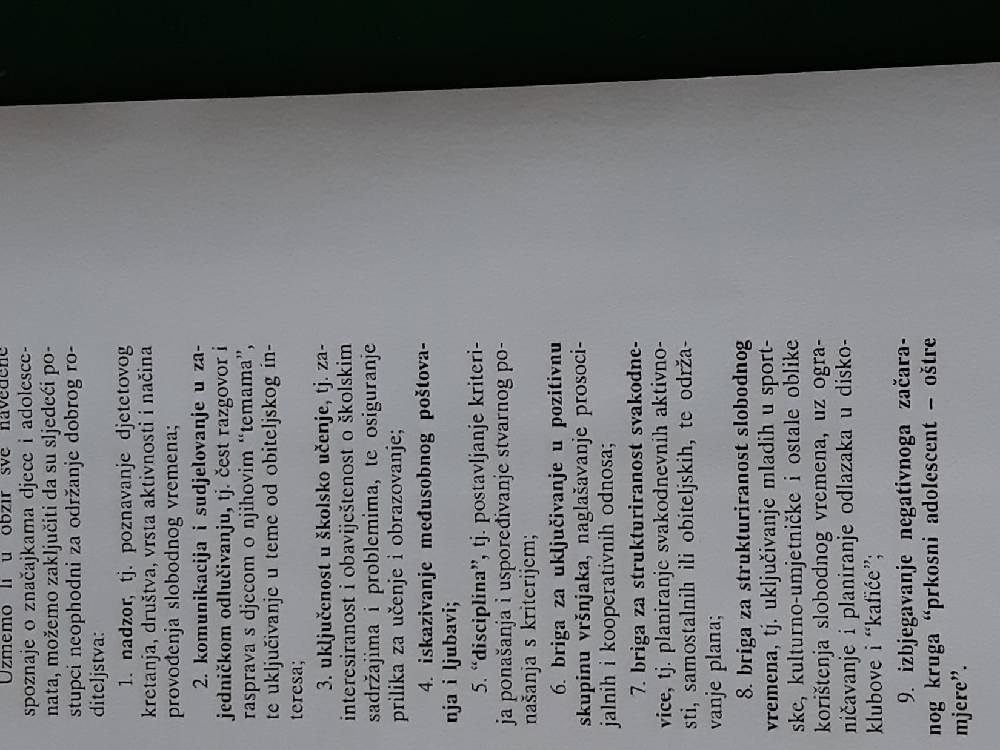 Uzmemo li u obzir sve navedene
spoznaje o značajkama djece i adolesce-
nata, možemo zaključiti da su sljedeći po-
stupci neophodni za održanje dobrog ro-
diteljstva:
1. nadzor, tj. poznavanje djetetovog
kretanja, društva, vrsta aktivnosti i načina
provođenja slobodnog vremena;
2. komunikacija i sudjelovanje u za-
jedničkom odlučivanju, tj. čest razgovor i
rasprava s djecom o njihovim “temama”,
te uključivanje u teme od obiteljskog in-
teresa;
3. uključenost u školsko učenje, tj. za-
interesiranost i obaviještenost o školskim
sadržajima i problemima, te osiguranje
prilika za učenje i obrazovanje;
4. iskazivanje međusobnog poštova-
nja i ljubavi;
5. “disciplina”, tj. postavljanje kriteri-
ja ponašanja i uspoređivanje stvarnog po-
našanja s kriterijem;
6. briga za uključivanje u pozitivnu
skupinu vršnjaka, naglašavanje prosoci-
jalnih i kooperativnih odnosa;
7. briga za strukturiranost svakodne-
vice, tj. planiranje svakodnevnih aktivno-
sti, samostalnih ili obiteljskih, te održa-
vanje plana;
8. briga za strukturiranost slobodnog
vremena, tj. uključivanje mladih u sport-
ske, kulturno-umjetničke i ostale oblike
korištenja slobodnog vremena, uz ogra-
ničavanje i planiranje odlazaka u disko-
klubove i “kafiće”;
9. izbjegavanje negativnoga začara-
nog kruga “prkosni adolescent – oštre
mjere”.